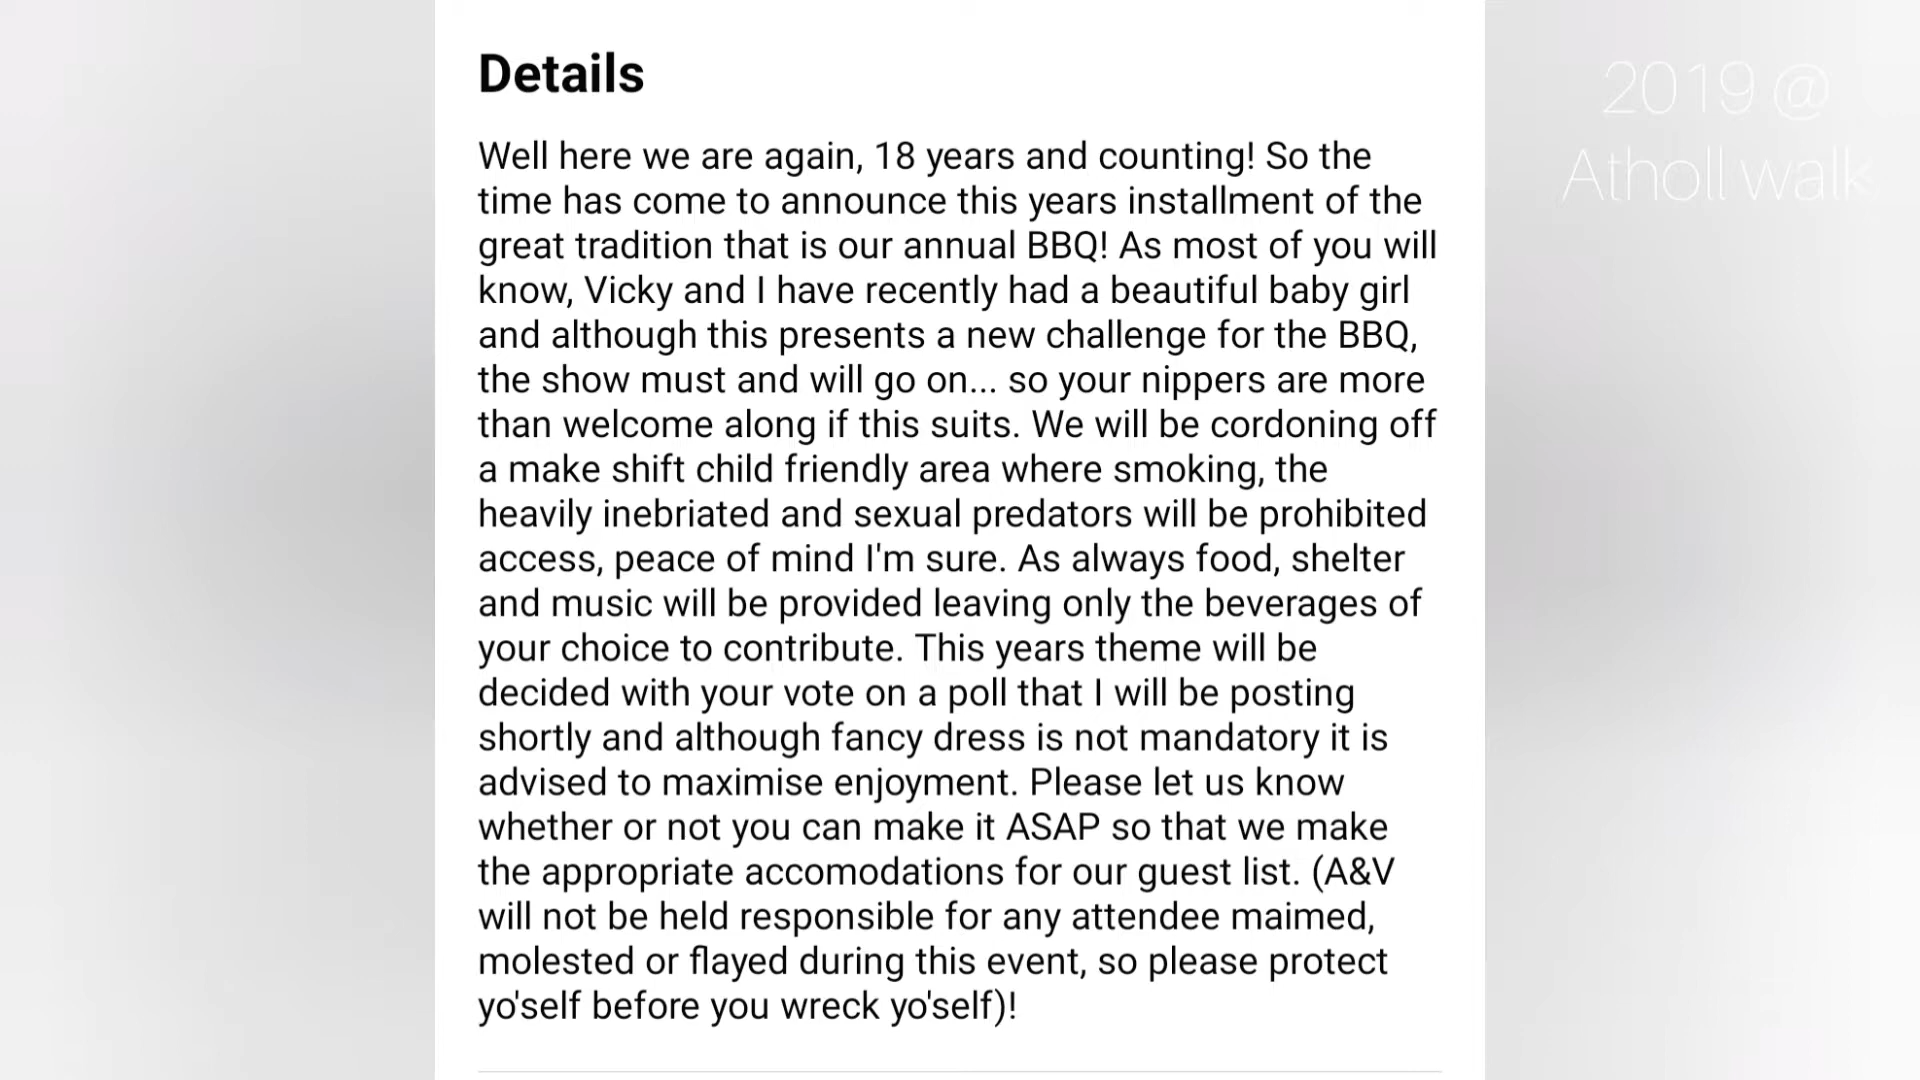 Details
Well here we are again, 18 years and counting! So the
time has come to announce this years installment of the
great tradition that is our annual BBQ! As most of you will
know, Vicky and I have recently had a beautiful baby girl
and although this presents a new challenge for the BBQ,
the show must and will go on... so your nippers are more
than welcome along if this suits. We will be cordoning off
a make shift child friendly area where smoking, the
heavily inebriated and sexual predators will be prohibited
access, peace of mind I'm sure. As always food, shelter
and music will be provided leaving only the beverages of
your choice to contribute. This years theme will be
decided with your vote on a poll that I will be posting
shortly and although fancy dress is not mandatory it is
advised to maximise enjoyment. Please let us know
whether or not you can make it ASAP so that we make
the appropriate accomodations for our guest list. (A&V
will not be held responsible for any attendee maimed,
molested or flayed during this event, so please protect
yo'self before you wreck yo'self)!
2019 @
Atholl walk